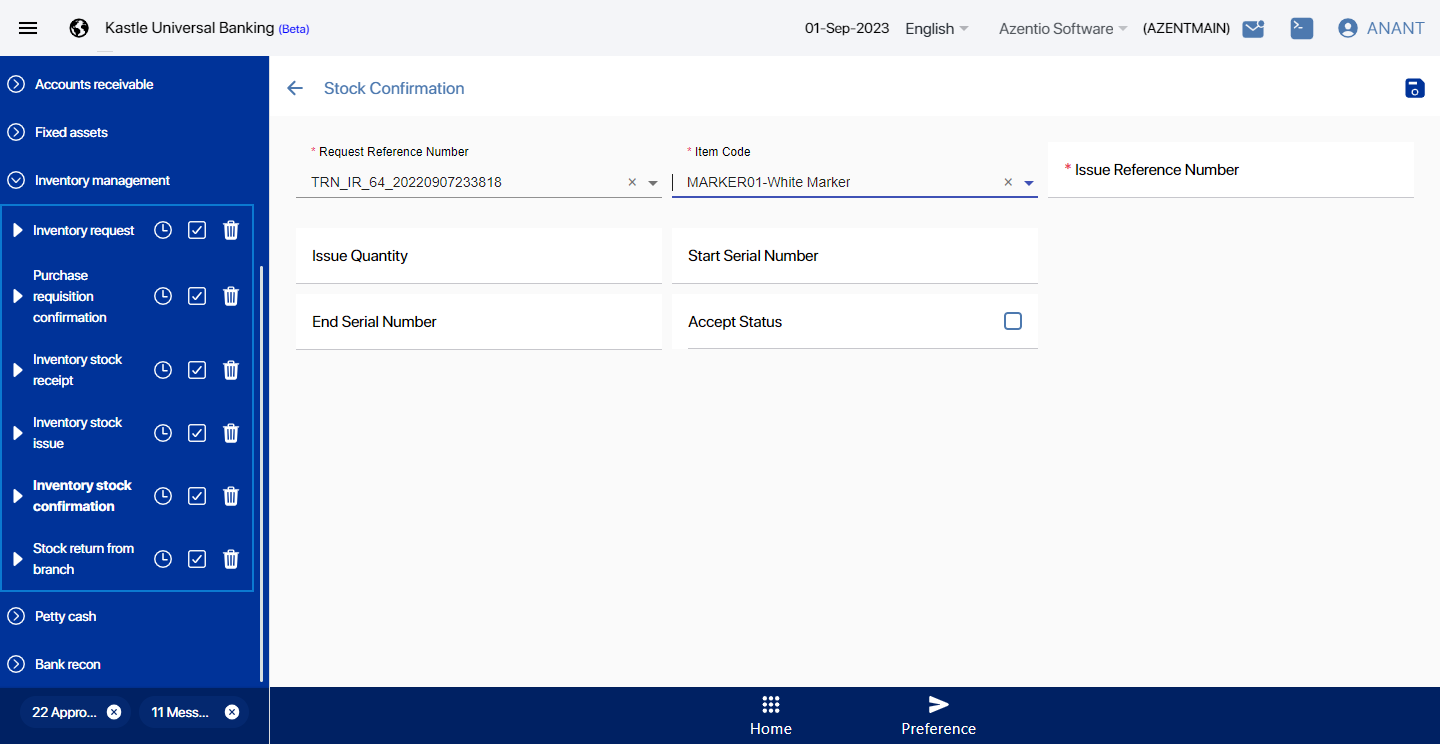 Kastle Universal Banking (Beta)
01-Sep-2023
English
Azentio Software
(AZENTMAIN)
ANANT
Accounts receivable
Fixed assets
Inventory management
Inventory request
Purchase
requisition
confirmation
Inventory stock
receipt
Inventory stock
issue
Inventory stock
confirmation
Stock return from
branch
Petty cash
Bank recon
22 Appro...
11 Mess...
Stock Confirmation
* Request Reference Number
TRN_IR_64_20220907233818
* Item Code
MARKER01-White Marker
* Issue Reference Number
Issue Quantity
Start Serial Number
End Serial Number
Accept Status
Home
Preference